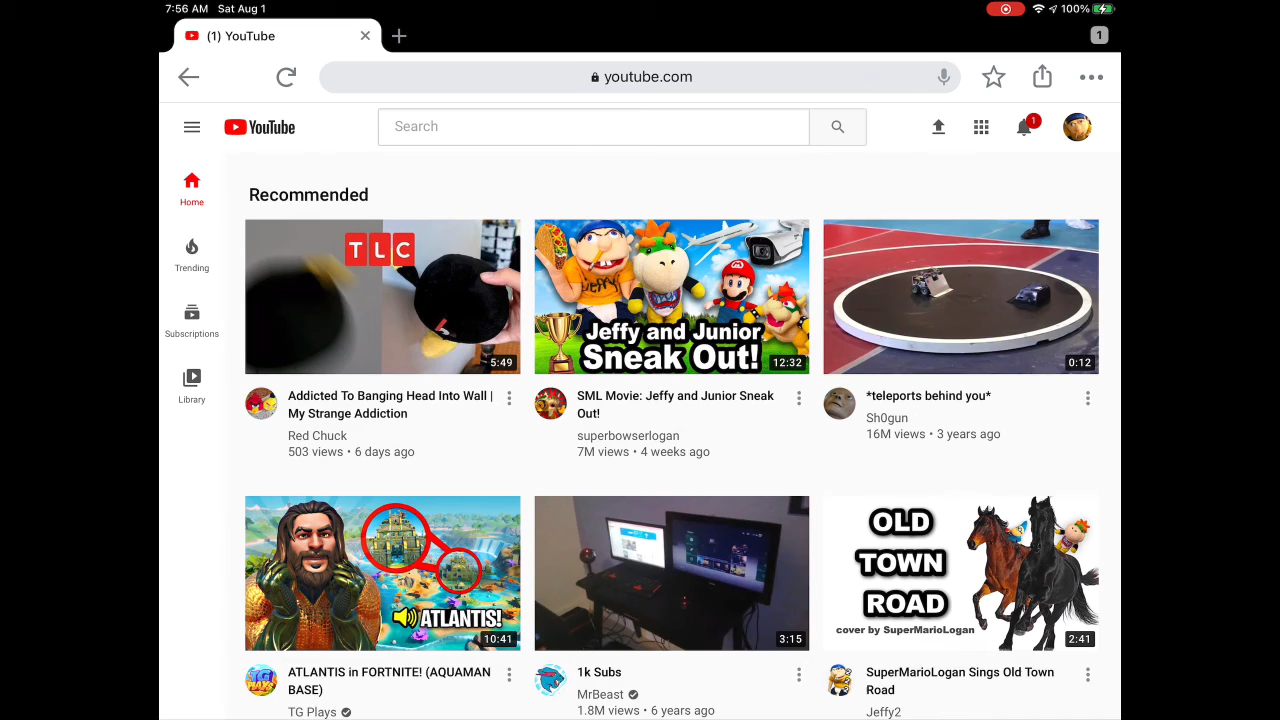 7:56 AM Sat Aug 1
100%
(1) YouTube
1
youtube.com
YouTube
Search
1
Home
Trending
Subscriptions
Library
Recommended
TLC
5:49
Jeffy
Jeffy and Junior
Sneak Out!
12:32
0:12
Addicted To Banging Head Into Wall |
My Strange Addiction
Red Chuck
503 views • 6 days ago
SML Movie: Jeffy and Junior Sneak
Out!
superbowserlogan
7M views • 4 weeks ago
*teleports behind you*
Sh0gun
16M views • 3 years ago
ATLANTIS!
10:41
3:15
OLD
TOWN
ROAD
cover by SuperMarioLogan
2:41
TG PLAYS
ATLANTIS in FORTNITE! (AQUAMAN
BASE)
TG Plays
1k Subs
MrBeast
1.8M views • 6 years ago
SuperMarioLogan Sings Old Town
Road
Jeffy2